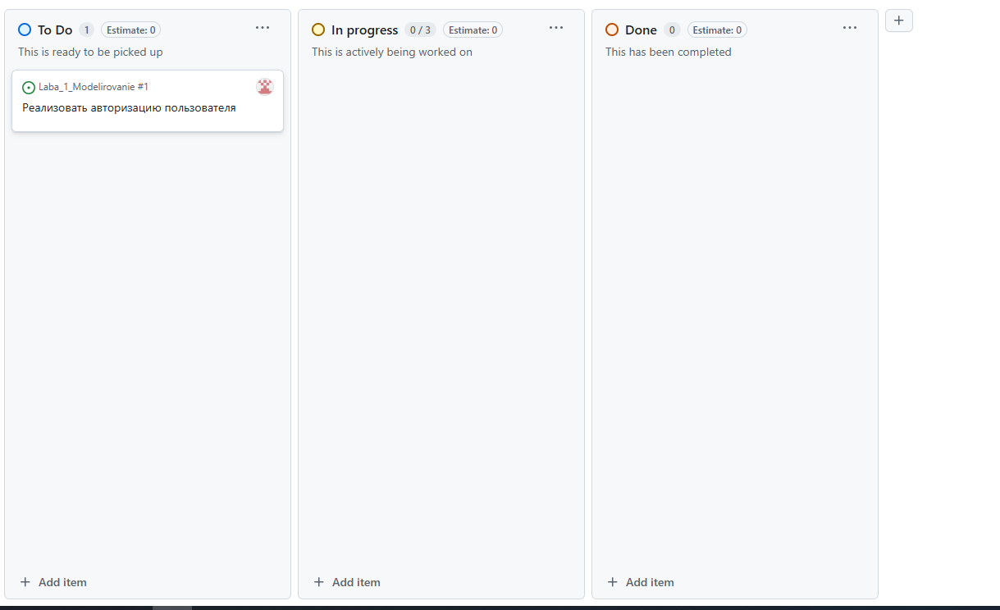 To Do 1 Estimate: 0
This is ready to be picked up
Laba_1_Modelirovanie #1
Реализовать авторизацию пользователя
Add item
In progress 0 / 3 Estimate: 0
This is actively being worked on
Add item
Done 0 Estimate: 0
This has been completed
Add item